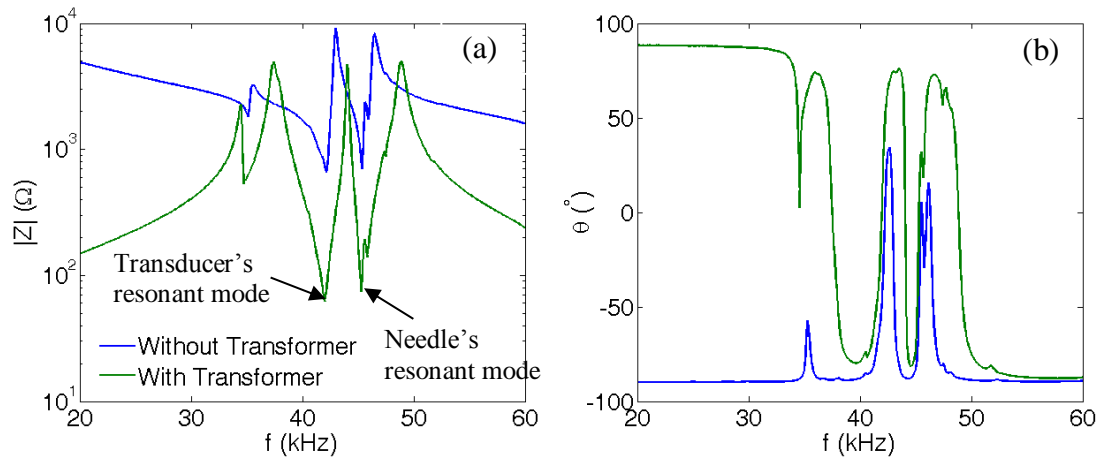 (a)
|Z| (Ω)
10⁴
10³
10²
10¹
Transducer's
resonant mode
Needle's
resonant mode
Without Transformer
With Transformer
20 30 40 50 60
f (kHz)
(b)
θ (°)
100
50
0
-50
-100
20 30 40 50 60
f (kHz)